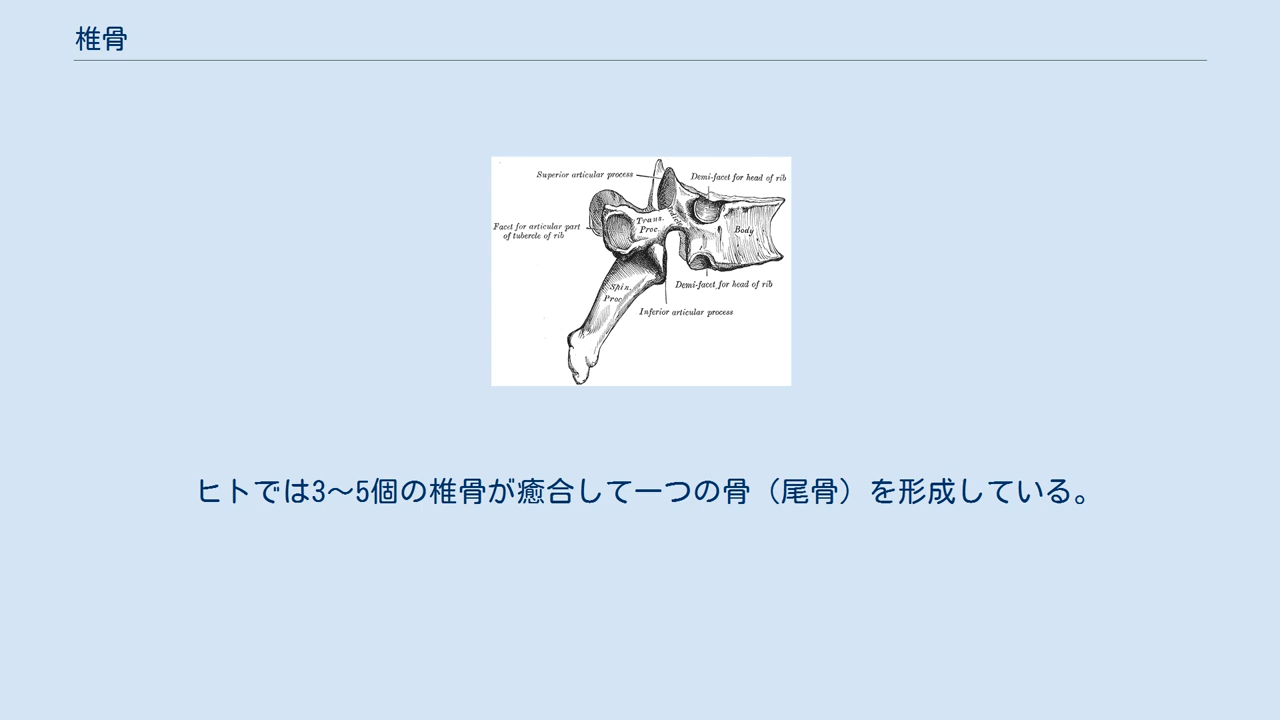 椎骨
Superior articular process
Demi-facet for head of rib
Facet for articular part
of tubercle of rib
Trans.
Proc
Body
Spin.
Proc
Demi-facet for head of rib
Inferior articular process
ヒトでは3〜5個の椎骨が癒合して一つの骨（尾骨）を形成している。